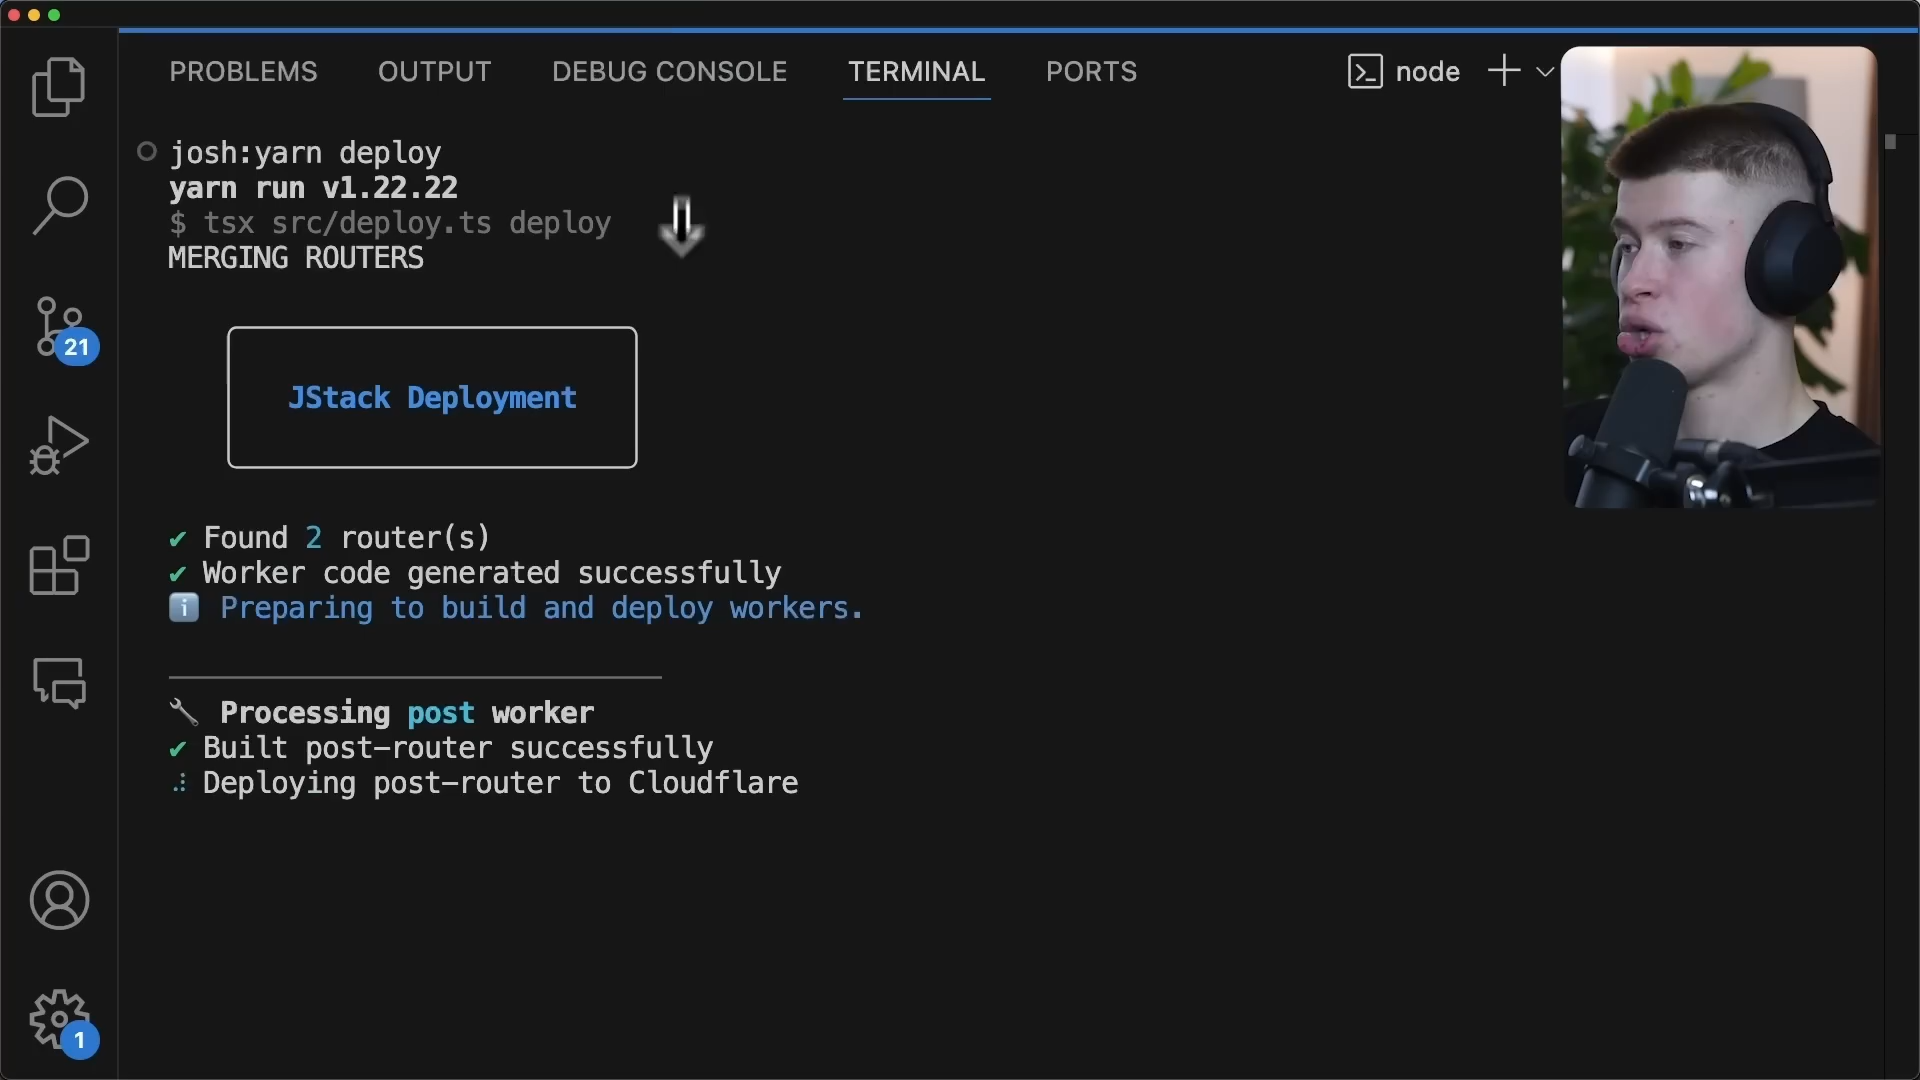 PROBLEMS OUTPUT DEBUG CONSOLE TERMINAL PORTS node
josh:yarn deploy
yarn run v1.22.22
$ tsx src/deploy.ts deploy
MERGING ROUTERS
JStack Deployment
✔ Found 2 router(s)
✔ Worker code generated successfully
ℹ️ Preparing to build and deploy workers.
🔧 Processing post worker
✔ Built post-router successfully
⠼ Deploying post-router to Cloudflare
21
1